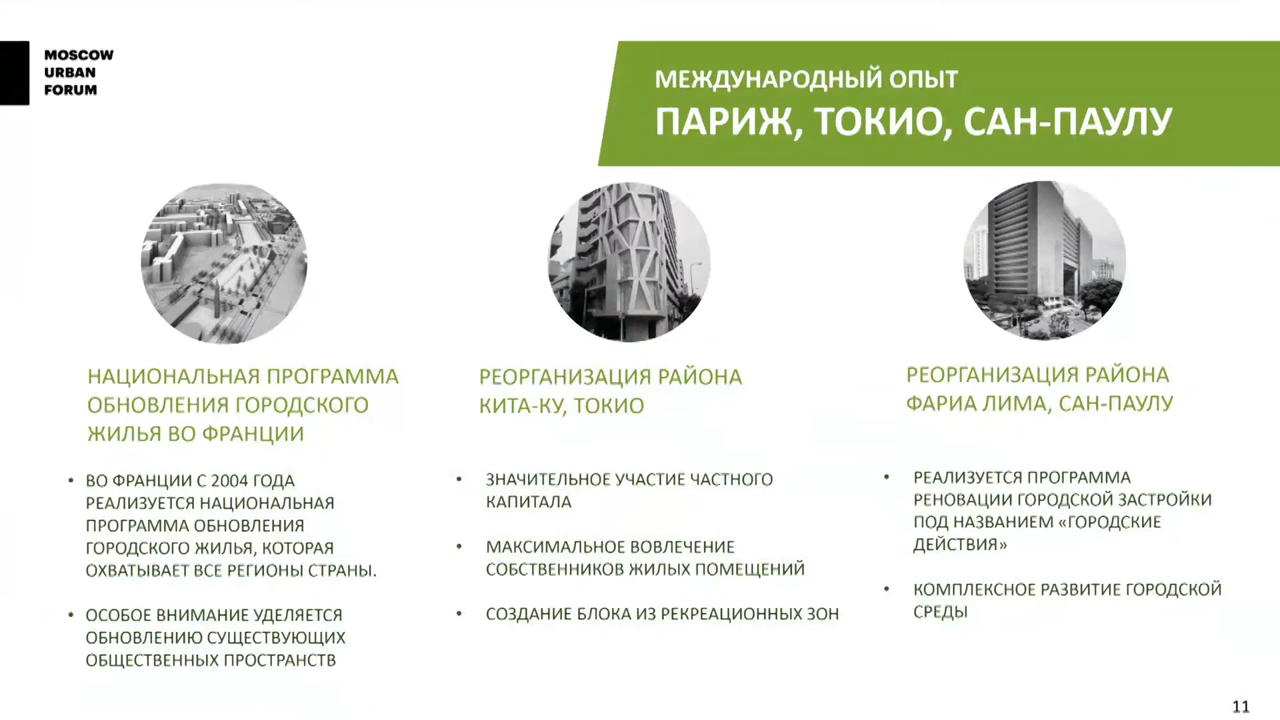 MOSCOW
URBAN
FORUM
МЕЖДУНАРОДНЫЙ ОПЫТ
ПАРИЖ, ТОКИО, САН-ПАУЛУ
НАЦИОНАЛЬНАЯ ПРОГРАММА
ОБНОВЛЕНИЯ ГОРОДСКОГО
ЖИЛЬЯ ВО ФРАНЦИИ
• ВО ФРАНЦИИ С 2004 ГОДА
РЕАЛИЗУЕТСЯ НАЦИОНАЛЬНАЯ
ПРОГРАММА ОБНОВЛЕНИЯ
ГОРОДСКОГО ЖИЛЬЯ, КОТОРАЯ
ОХВАТЫВАЕТ ВСЕ РЕГИОНЫ СТРАНЫ.
• ОСОБОЕ ВНИМАНИЕ УДЕЛЯЕТСЯ
ОБНОВЛЕНИЮ СУЩЕСТВУЮЩИХ
ОБЩЕСТВЕННЫХ ПРОСТРАНСТВ
РЕОРГАНИЗАЦИЯ РАЙОНА
КИТА-КУ, ТОКИО
• ЗНАЧИТЕЛЬНОЕ УЧАСТИЕ ЧАСТНОГО
КАПИТАЛА
• МАКСИМАЛЬНОЕ ВОВЛЕЧЕНИЕ
СОБСТВЕННИКОВ ЖИЛЫХ ПОМЕЩЕНИЙ
• СОЗДАНИЕ БЛОКА ИЗ РЕКРЕАЦИОННЫХ ЗОН
РЕОРГАНИЗАЦИЯ РАЙОНА
ФАРИА ЛИМА, САН-ПАУЛУ
• РЕАЛИЗУЕТСЯ ПРОГРАММА
РЕНОВАЦИИ ГОРОДСКОЙ ЗАСТРОЙКИ
ПОД НАЗВАНИЕМ «ГОРОДСКИЕ
ДЕЙСТВИЯ»
• КОМПЛЕКСНОЕ РАЗВИТИЕ ГОРОДСКОЙ
СРЕДЫ
11